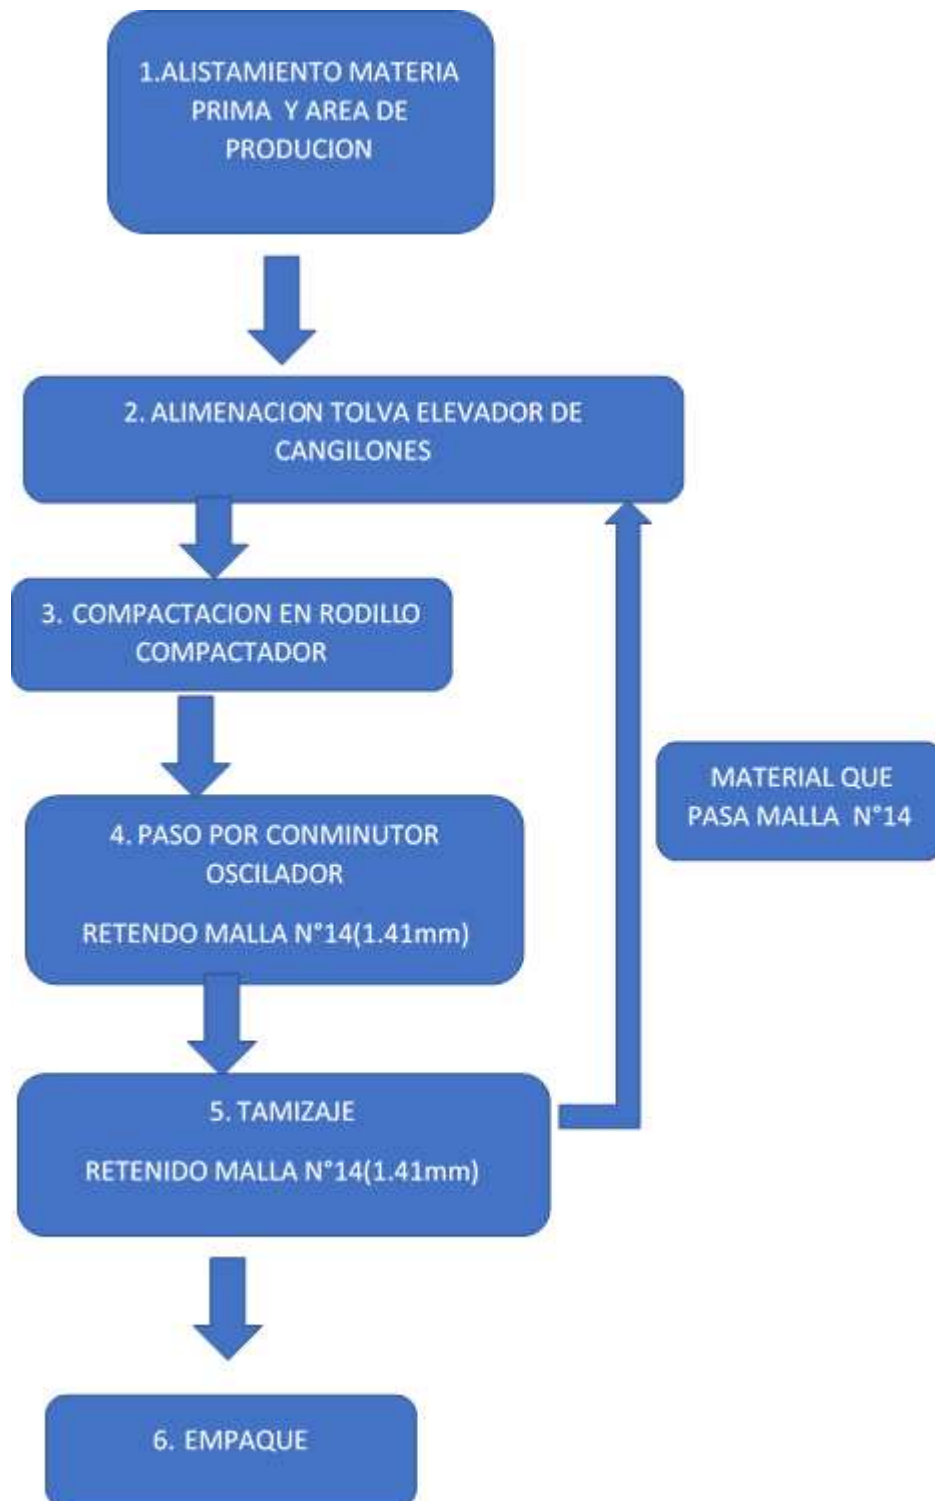 1.ALISTAMIENTO MATERIA
PRIMA Y AREA DE
PRODUCION
2. ALIMENACION TOLVA ELEVADOR DE
CANGILONES
3. COMPACTACION EN RODILLO
COMPACTADOR
MATERIAL QUE
PASA MALLA N°14
4. PASO POR CONMINUTOR
OSCILADOR
RETENDO MALLA N°14(1.41mm)
5. TAMIZAJE
RETENIDO MALLA N°14(1.41mm)
6. EMPAQUE